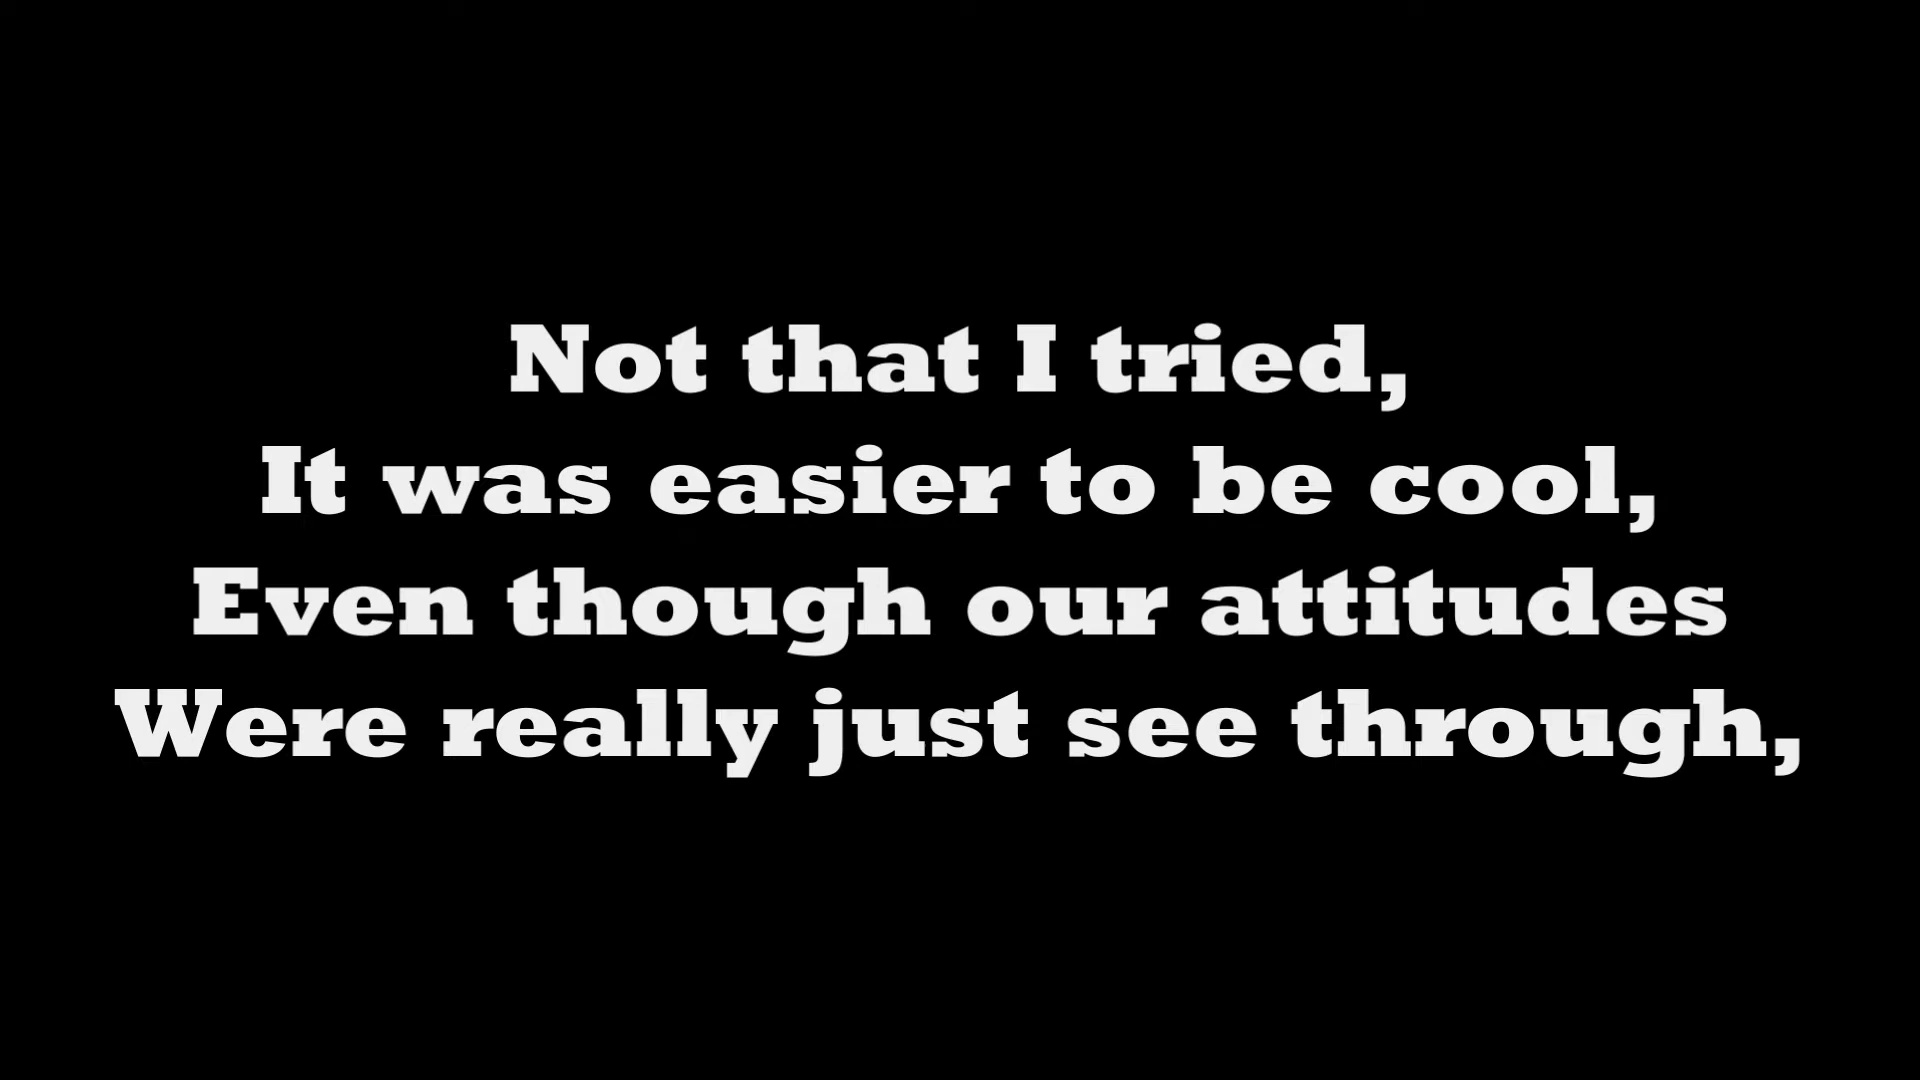 Not that I tried,
It was easier to be cool,
Even though our attitudes
Were really just see through,